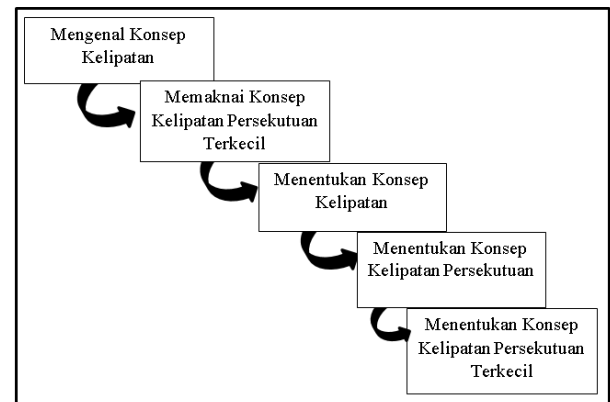 Mengenal Konsep
Kelipatan
Memaknai Konsep
Kelipatan Persekutuan
Terkecil
Menentukan Konsep
Kelipatan
Menentukan Konsep
Kelipatan Persekutuan
Menentukan Konsep
Kelipatan Persekutuan
Terkecil